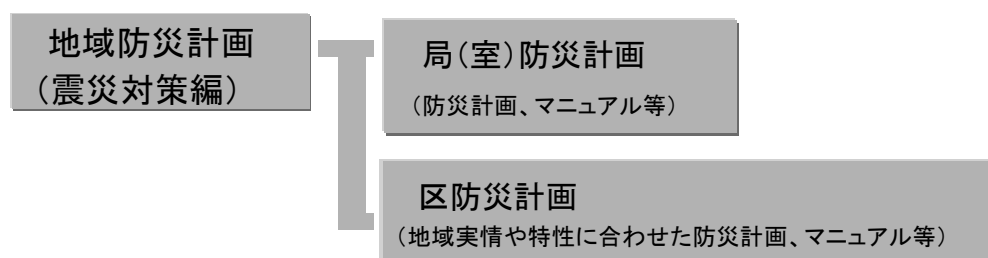 地域防災計画
（震災対策編）
局（室）防災計画
（防災計画、マニュアル等）
区防災計画
（地域実情や特性に合わせた防災計画、マニュアル等）